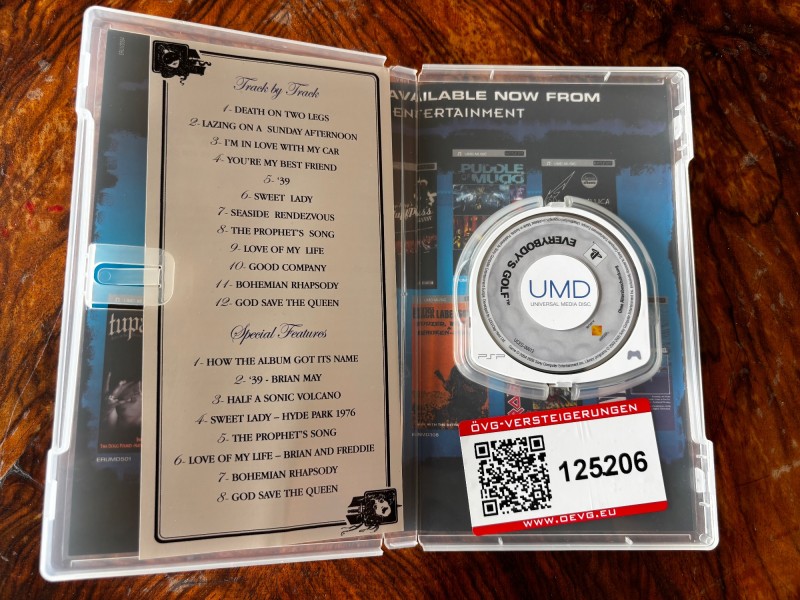 Track by Track
1- DEATH ON TWO LEGS
2- LAZING ON A SUNDAY AFTERNOON
3- I'M IN LOVE WITH MY CAR
4- YOU'RE MY BEST FRIEND
5- '39
6- SWEET LADY
7- SEASIDE RENDEZVOUS
8- THE PROPHET'S SONG
9- LOVE OF MY LIFE
10- GOOD COMPANY
11- BOHEMIAN RHAPSODY
12- GOD SAVE THE QUEEN
Special Features
1- HOW THE ALBUM GOT ITS NAME
2- '39 - BRIAN MAY
3- HALF A SONIC VOLCANO
4- SWEET LADY – HYDE PARK 1976
5- THE PROPHET'S SONG
6- LOVE OF MY LIFE – BRIAN AND FREDDIE
7- BOHEMIAN RHAPSODY
8- GOD SAVE THE QUEEN
AVAILABLE NOW FROM
ENTERTAINMENT
PUDDLE
OF MUDD
tupa
EVERYBODY'S GOLF™
UMD
UNIVERSAL MEDIA DISC
PSP
ÖVG-VERSTEIGERUNGEN
125206
WWW.OEVG.EU